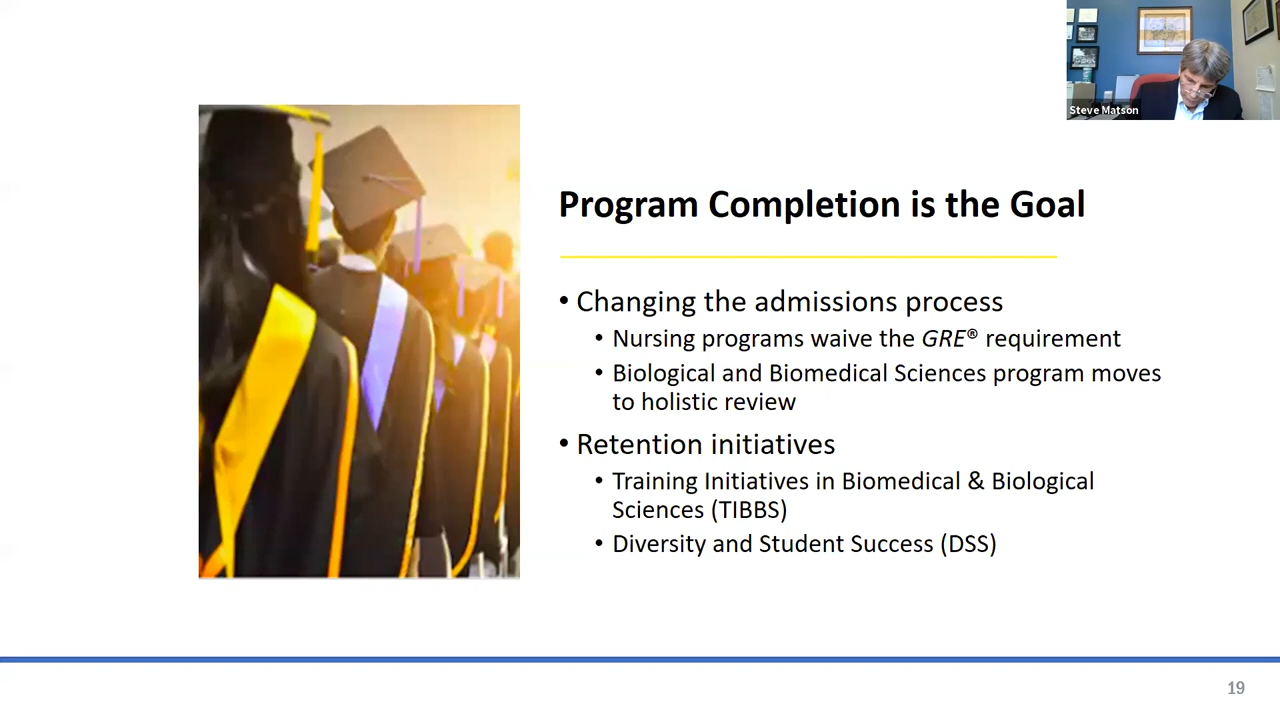 Steve Matson
Program Completion is the Goal
• Changing the admissions process
• Nursing programs waive the GRE® requirement
• Biological and Biomedical Sciences program moves
to holistic review
• Retention initiatives
• Training Initiatives in Biomedical & Biological
Sciences (TIBBS)
• Diversity and Student Success (DSS)
19